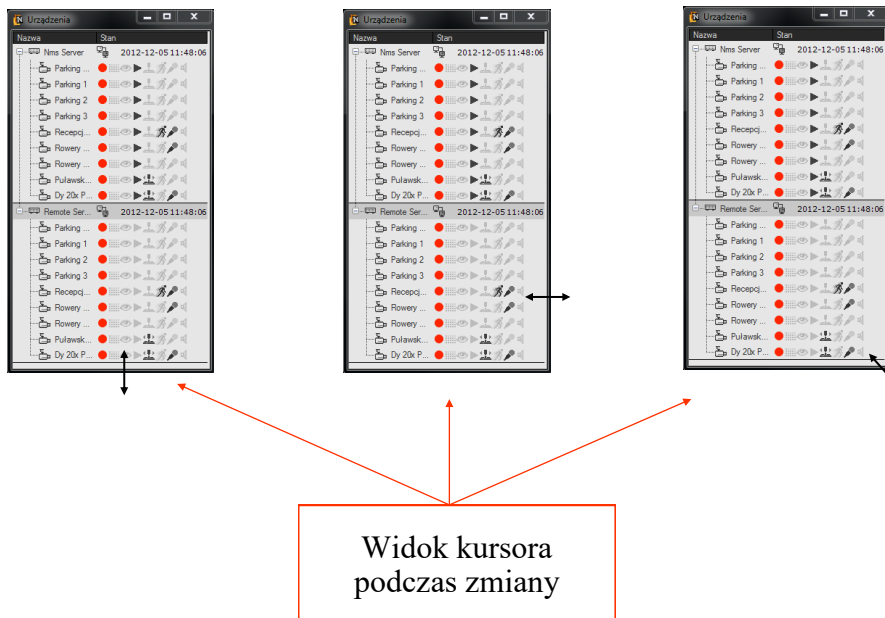 Urządzenia
Nazwa Stan
Nms Server 2012-12-05 11:48:06
Parking ...
Parking 1
Parking 2
Parking 3
Recepcj...
Rowery ...
Rowery ...
Puławsk...
Dy 20x P...
Remote Ser... 2012-12-05 11:48:06
Parking ...
Parking 1
Parking 2
Parking 3
Recepcj...
Rowery ...
Rowery ...
Puławsk...
Dy 20x P...
Urządzenia
Nazwa Stan
Nms Server 2012-12-05 11:48:06
Parking ...
Parking 1
Parking 2
Parking 3
Recepcj...
Rowery ...
Rowery ...
Puławsk...
Dy 20x P...
Remote Ser... 2012-12-05 11:48:06
Parking ...
Parking 1
Parking 2
Parking 3
Recepcj...
Rowery ...
Rowery ...
Puławsk...
Dy 20x P...
Urządzenia
Nazwa Stan
Nms Server 2012-12-05 11:48:06
Parking ...
Parking 1
Parking 2
Parking 3
Recepcj...
Rowery ...
Rowery ...
Puławsk...
Dy 20x P...
Remote Ser... 2012-12-05 11:48:06
Parking ...
Parking 1
Parking 2
Parking 3
Recepcj...
Rowery ...
Rowery ...
Puławsk...
Dy 20x P...
Widok kursora
podczas zmiany